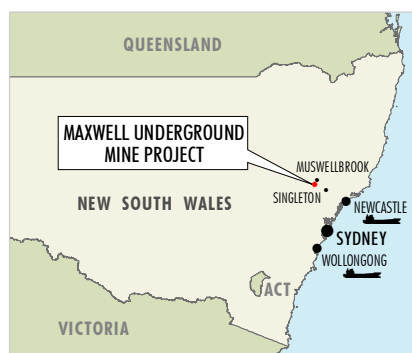 QUEENSLAND
MAXWELL UNDERGROUND
MINE PROJECT
MUSWELLBROOK
SINGLETON
NEW SOUTH WALES
NEWCASTLE
SYDNEY
WOLLONGONG
ACT
VICTORIA